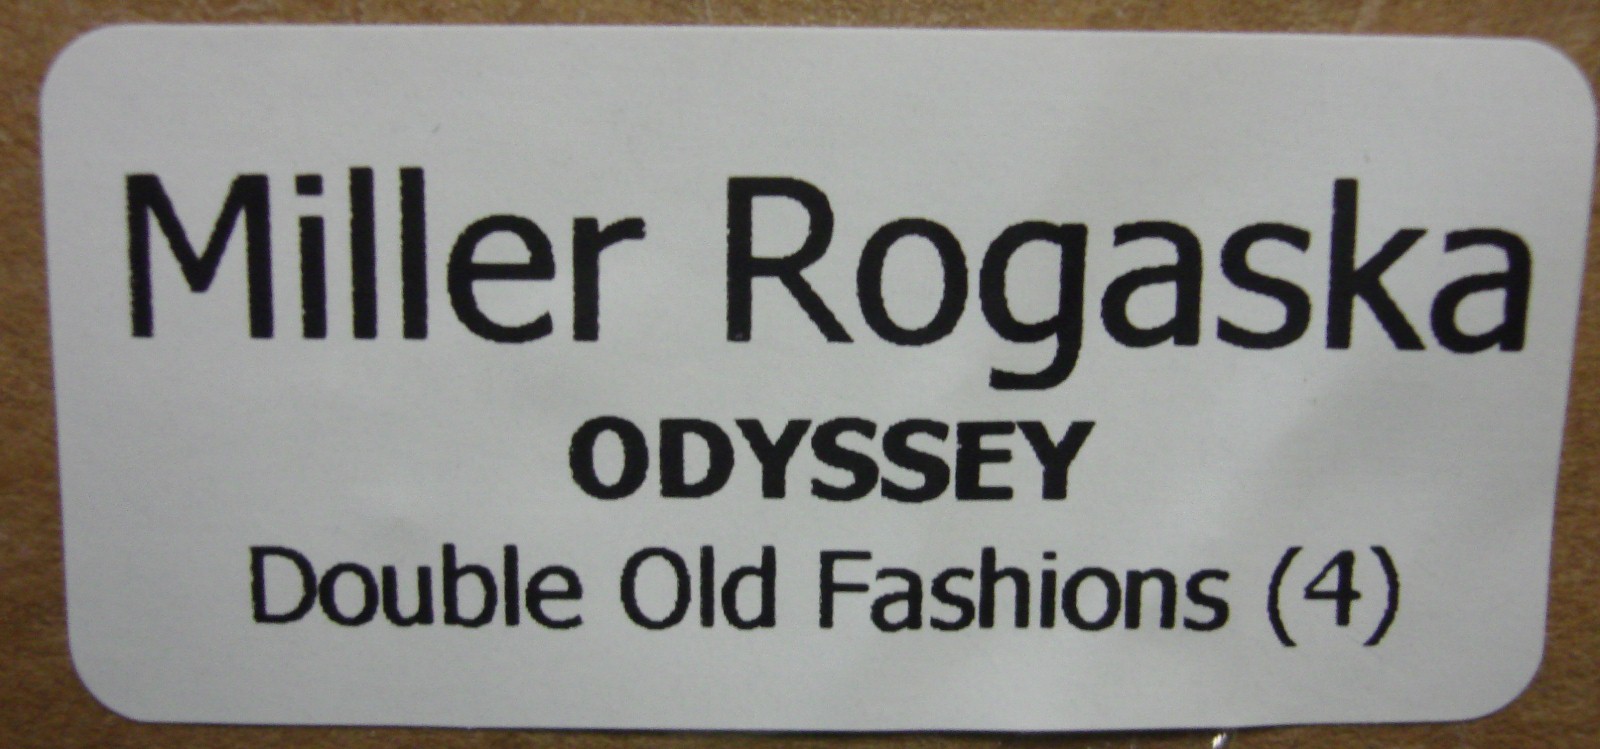 Miller Rogaska
ODYSSEY
Double Old Fashions (4)